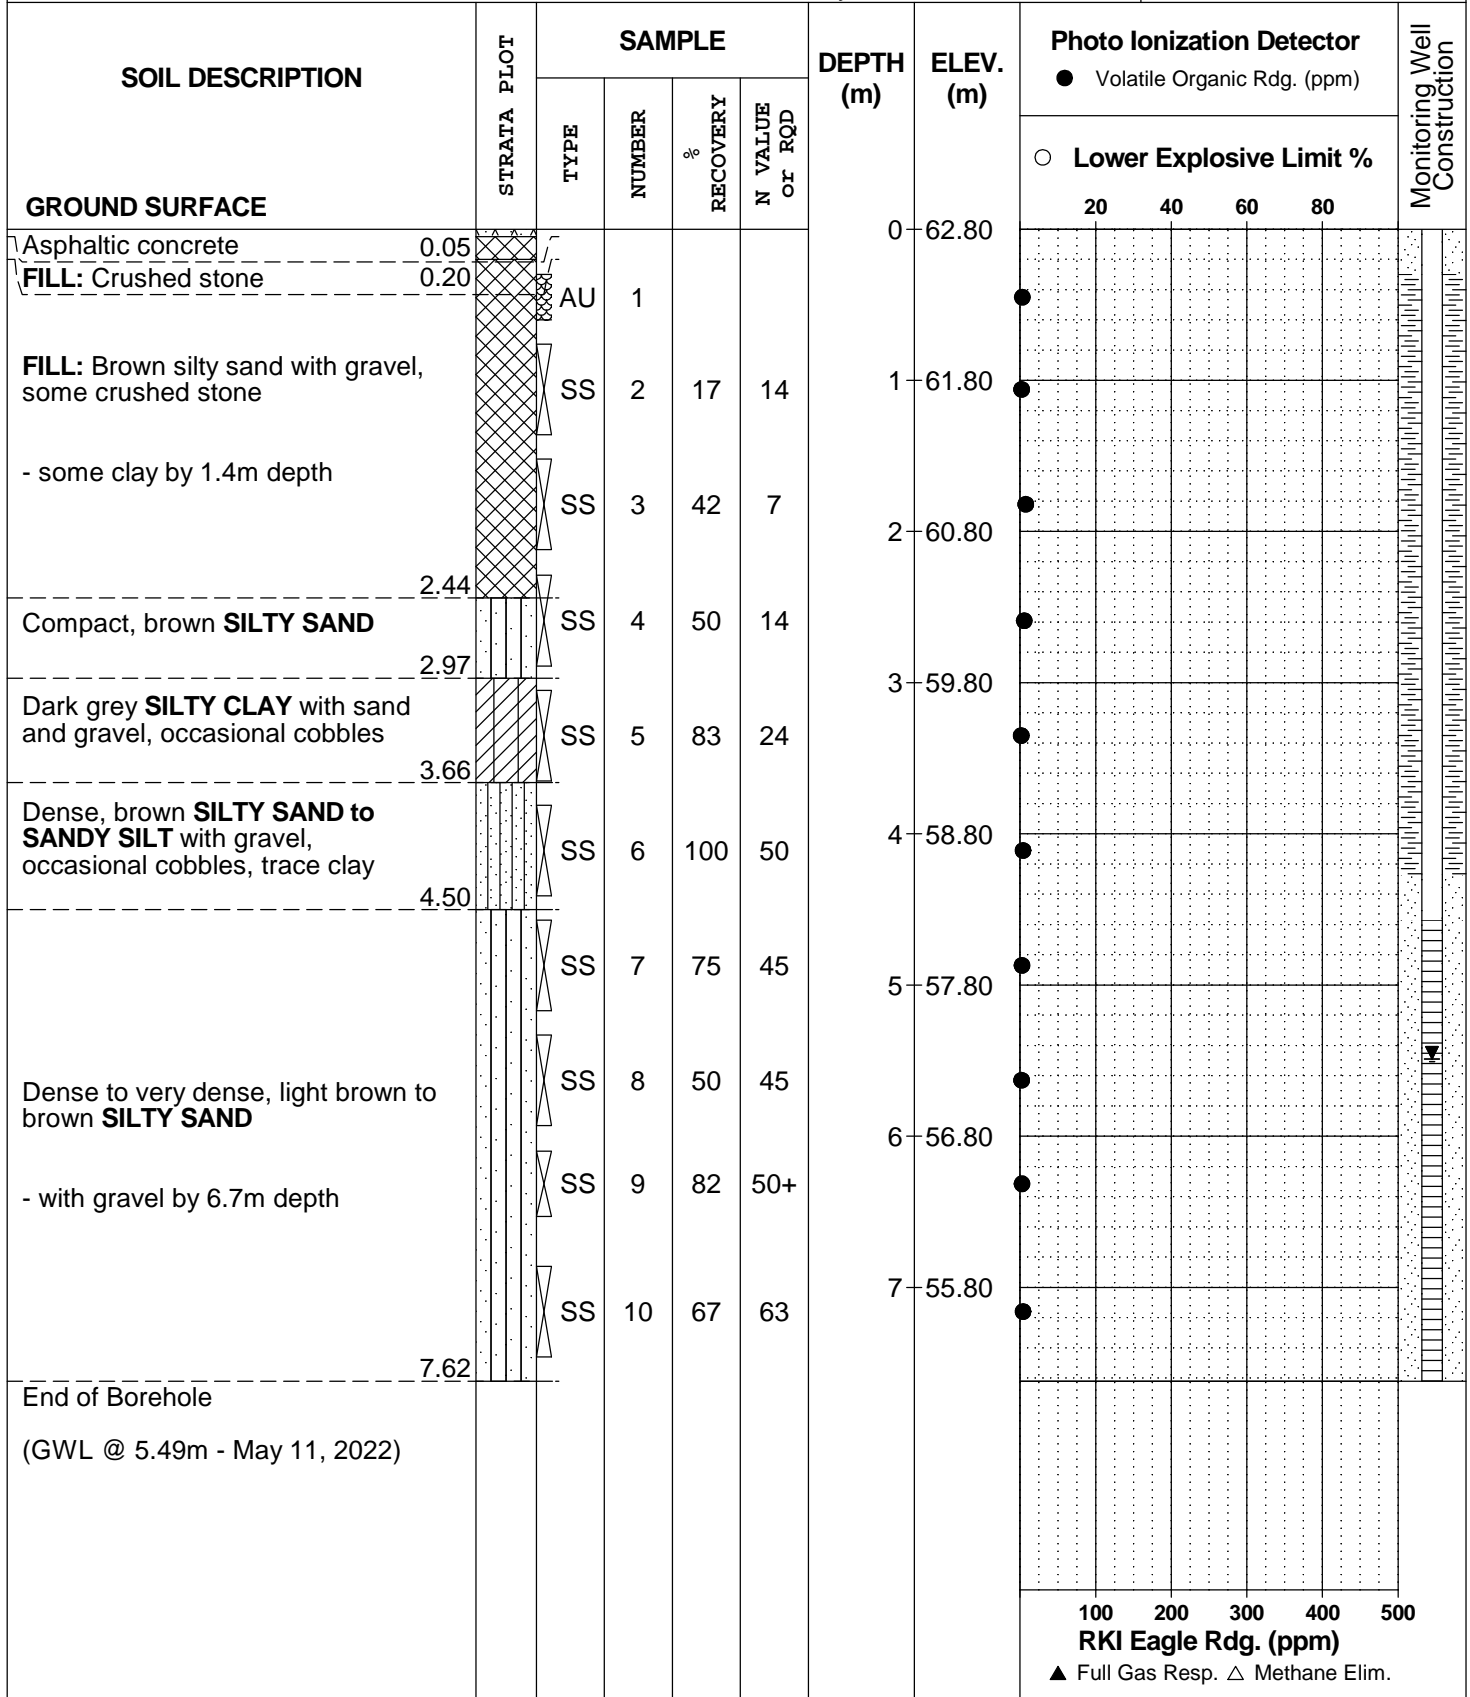 SOIL DESCRIPTION
GROUND SURFACE
STRATA PLOT
SAMPLE
TYPE
NUMBER
%
RECOVERY
N VALUE
or RQD
DEPTH
(m)
ELEV.
(m)
Photo Ionization Detector
● Volatile Organic Rdg. (ppm)
○ Lower Explosive Limit %
20 40 60 80
Monitoring Well
Construction
0 62.80
Asphaltic concrete 0.05
FILL: Crushed stone 0.20
AU 1
FILL: Brown silty sand with gravel,
some crushed stone
SS 2 17 14
1 61.80
- some clay by 1.4m depth
SS 3 42 7
2 60.80
2.44
Compact, brown SILTY SAND
SS 4 50 14
2.97
3 59.80
Dark grey SILTY CLAY with sand
and gravel, occasional cobbles
SS 5 83 24
3.66
Dense, brown SILTY SAND to
SANDY SILT with gravel,
occasional cobbles, trace clay
4 58.80
SS 6 100 50
4.50
SS 7 75 45
5 57.80
SS 8 50 45
Dense to very dense, light brown to
brown SILTY SAND
6 56.80
SS 9 82 50+
- with gravel by 6.7m depth
7 55.80
SS 10 67 63
7.62
End of Borehole
(GWL @ 5.49m - May 11, 2022)
100 200 300 400 500
RKI Eagle Rdg. (ppm)
▲ Full Gas Resp. △ Methane Elim.